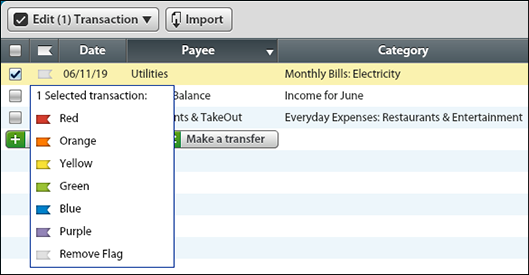 Edit (1) Transaction Import
Date Payee Category
06/11/19 Utilities Monthly Bills: Electricity
1 Selected transaction:
Balance Income for June
Red
nts & TakeOut Everyday Expenses: Restaurants & Entertainment
Orange
Make a transfer
Yellow
Green
Blue
Purple
Remove Flag